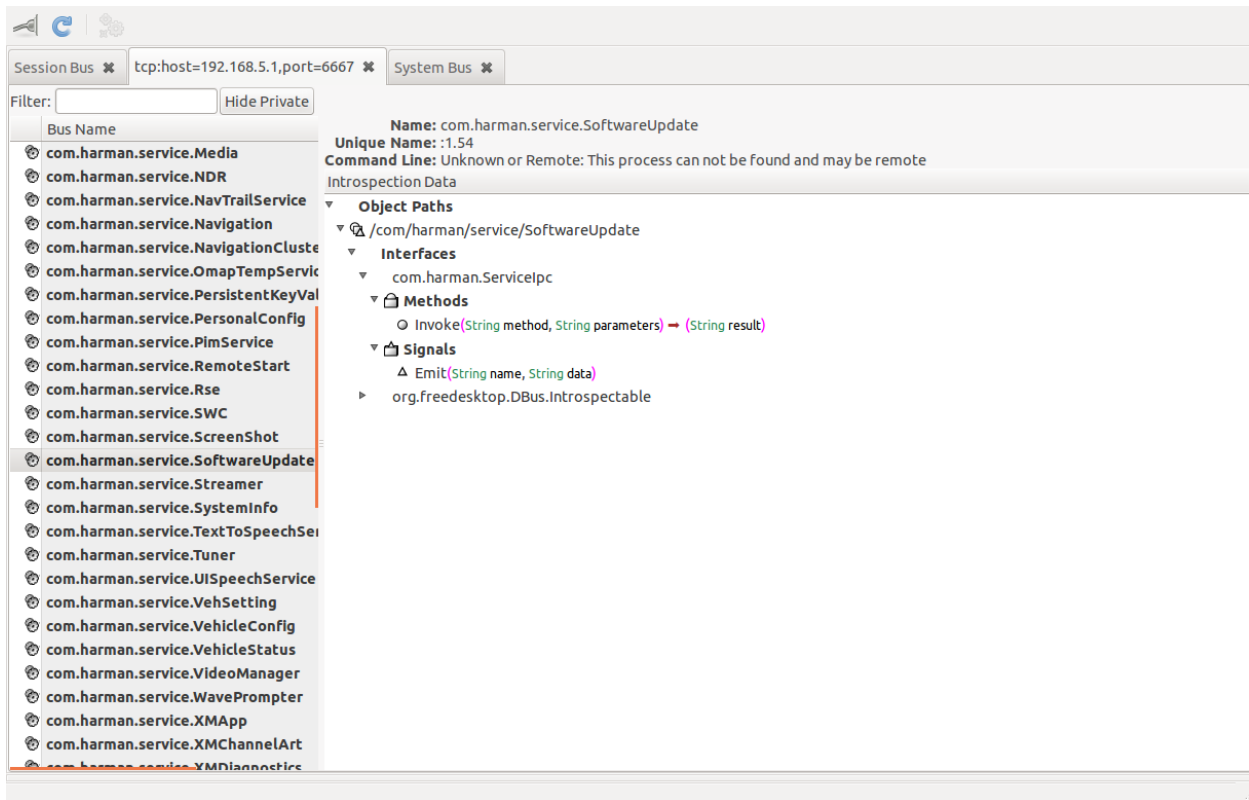 Session Bus ✖ tcp:host=192.168.5.1,port=6667 ✖ System Bus ✖
Filter: Hide Private
Bus Name
com.harman.service.Media
com.harman.service.NDR
com.harman.service.NavTrailService
com.harman.service.Navigation
com.harman.service.NavigationCluste
com.harman.service.OmapTempServic
com.harman.service.PersistentKeyVal
com.harman.service.PersonalConfig
com.harman.service.PimService
com.harman.service.RemoteStart
com.harman.service.Rse
com.harman.service.SWC
com.harman.service.ScreenShot
com.harman.service.SoftwareUpdate
com.harman.service.Streamer
com.harman.service.SystemInfo
com.harman.service.TextToSpeechSer
com.harman.service.Tuner
com.harman.service.UISpeechService
com.harman.service.VehSetting
com.harman.service.VehicleConfig
com.harman.service.VehicleStatus
com.harman.service.VideoManager
com.harman.service.WavePrompter
com.harman.service.XMApp
com.harman.service.XMChannelArt
com.harman.service.XMDiagnostics
Name: com.harman.service.SoftwareUpdate
Unique Name: :1.54
Command Line: Unknown or Remote: This process can not be found and may be remote
Introspection Data
Object Paths
/com/harman/service/SoftwareUpdate
Interfaces
com.harman.ServiceIpc
Methods
Invoke(String method, String parameters) → (String result)
Signals
Emit(String name, String data)
org.freedesktop.DBus.Introspectable